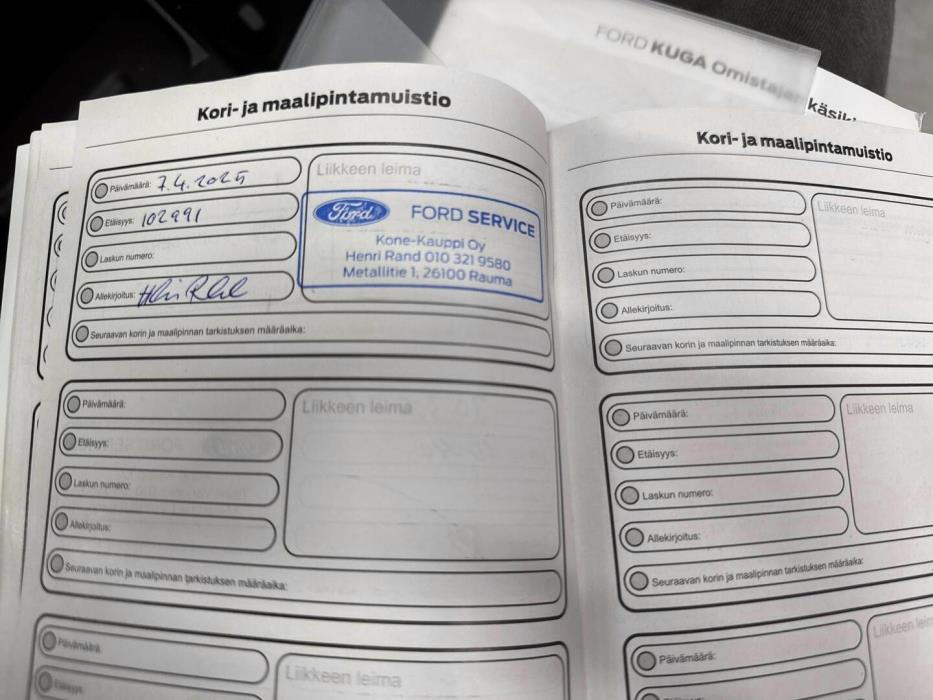 FORD KUGA Omistaja
käsik
Kori- ja maalipintamuistio
Päivämäärä: 7.4.2025
Etäisyys: 102991
Laskun numero:
Allekirjoitus:
Liikkeen leima
Ford FORD SERVICE
Kone-Kauppi Oy
Henri Rand 010 321 9580
Metallitie 1, 26100 Rauma
Seuraavan korin ja maalipinnan tarkistuksen määräaika:
Päivämäärä:
Etäisyys:
Laskun numero:
Allekirjoitus:
Liikkeen leima
Seuraavan korin ja maalipinnan tarkistuksen määräaika:
Päivämäärä:
Etäisyys:
Liikkeen leima
Kori- ja maalipintamuistio
Päivämäärä:
Etäisyys:
Laskun numero:
Allekirjoitus:
Liikkeen leima
Seuraavan korin ja maalipinnan tarkistuksen määräaika:
Päivämäärä:
Etäisyys:
Laskun numero:
Allekirjoitus:
Liikkeen leima
Seuraavan korin ja maalipinnan tarkistuksen määräaika:
Päivämäärä:
Liikkeen leim